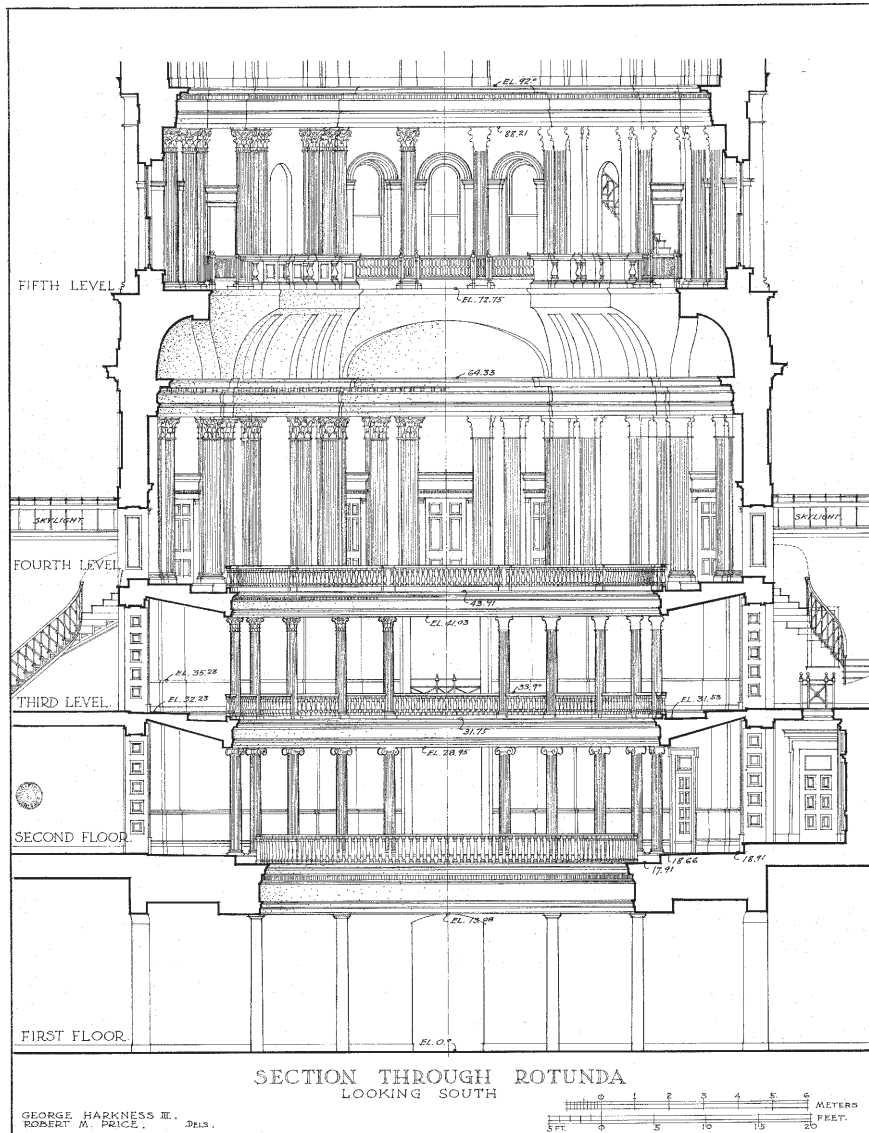 EL. 92.0
88.21
FIFTH LEVEL
EL. 72.75
64.33
SKYLIGHT
SKYLIGHT
FOURTH LEVEL
43.91
EL. 41.03
EL. 35.28
33.90
THIRD LEVEL.
EL. 32.23
EL. 31.53
31.75
EL. 28.95
SECOND FLOOR.
18.66
18.91
17.91
EL. 13.08
FIRST FLOOR.
EL. 0.0
SECTION THROUGH ROTUNDA
LOOKING SOUTH
0 1 2 3 4 5 6 METERS
5 FT. 0 5 10 15 20 FEET.
GEORGE HARKNESS III.
ROBERT M. PRICE. DELS.